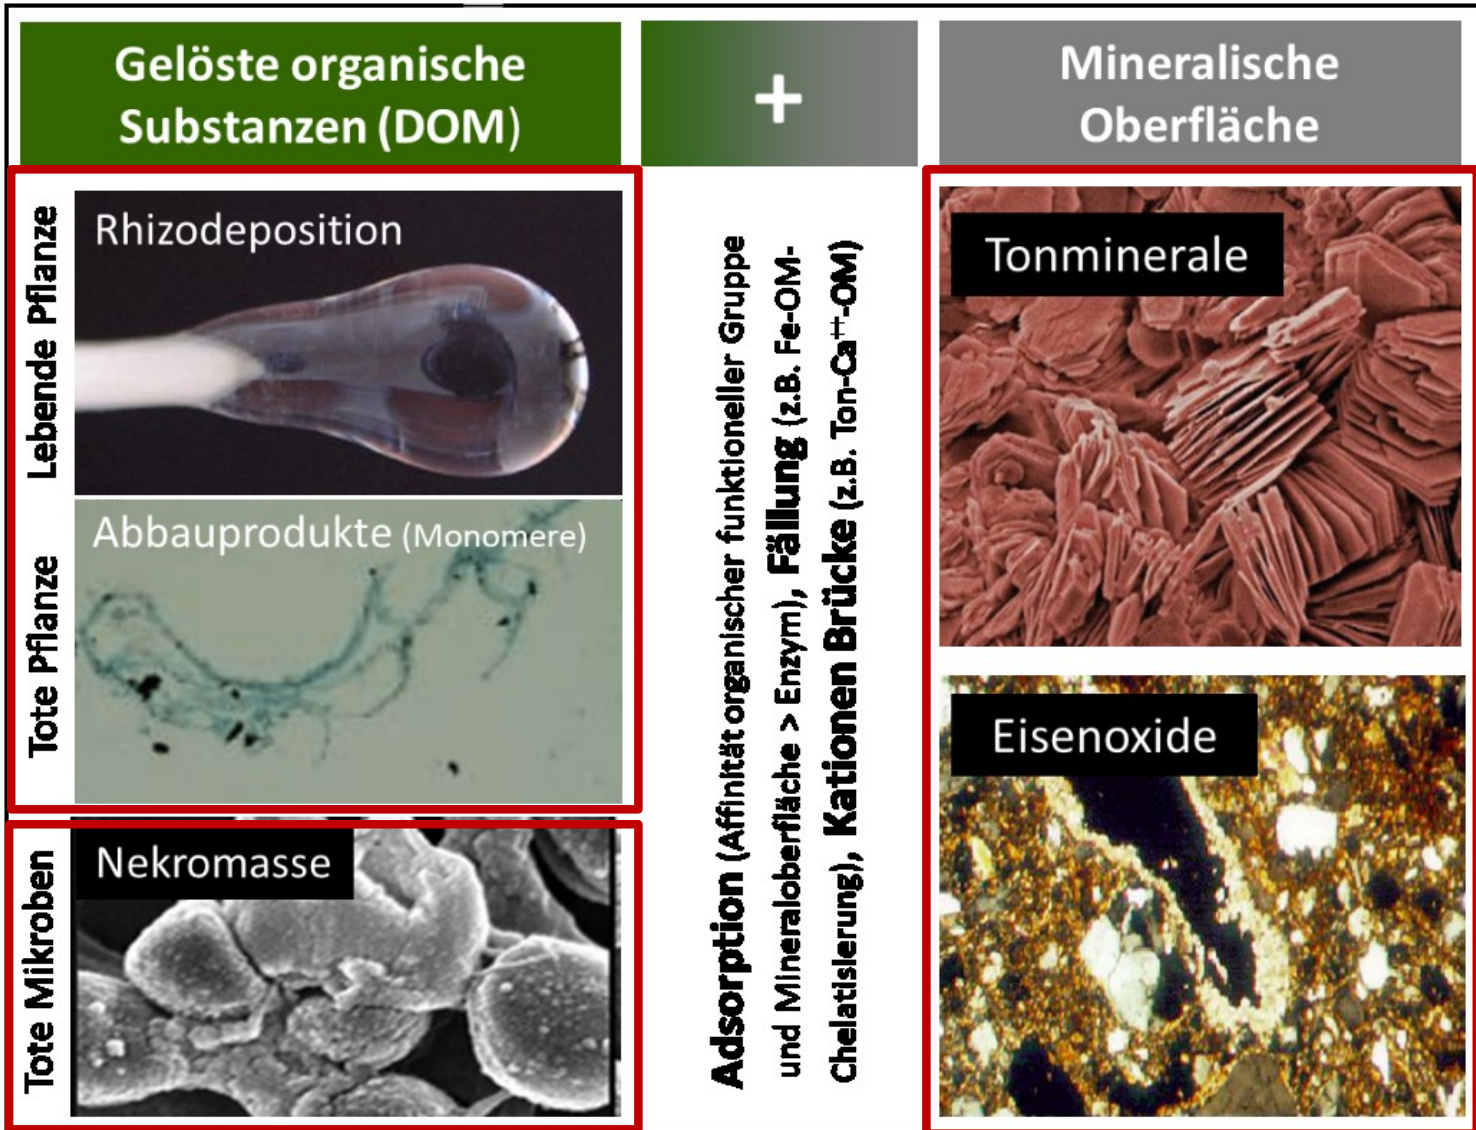 Gelöste organische
Substanzen (DOM)
+
Mineralische
Oberfläche
Lebende Pflanze
Rhizodeposition
Tote Pflanze
Abbauprodukte (Monomere)
Tote Mikroben
Nekromasse
Adsorption (Affinität organischer funktioneller Gruppe
und Mineraloberfläche > Enzym), Fällung (z.B. Fe-OM-
Chelatisierung), Kationen Brücke (z.B. Ton-Ca⁺⁺-OM)
Tonminerale
Eisenoxide